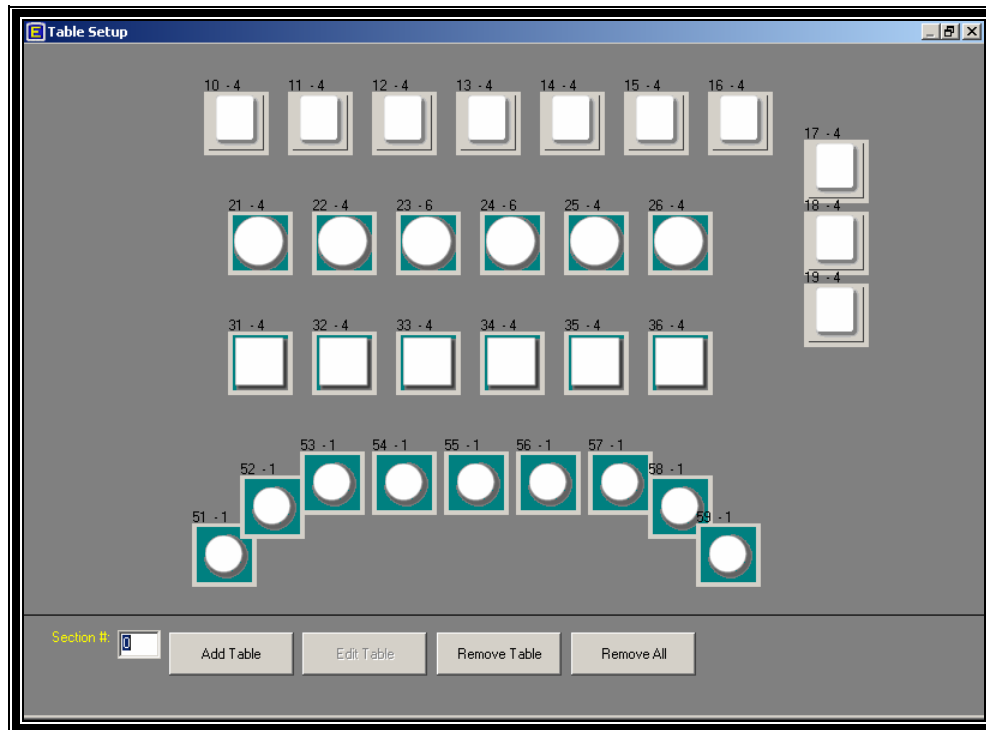 E Table Setup
10 - 4 11 - 4 12 - 4 13 - 4 14 - 4 15 - 4 16 - 4
17 - 4
21 - 4 22 - 4 23 - 6 24 - 6 25 - 4 26 - 4
18 - 4
19 - 4
31 - 4 32 - 4 33 - 4 34 - 4 35 - 4 36 - 4
53 - 1 54 - 1 55 - 1 56 - 1 57 - 1
52 - 1 58 - 1
51 - 1 59 - 1
Section #: 0
Add Table Edit Table Remove Table Remove All